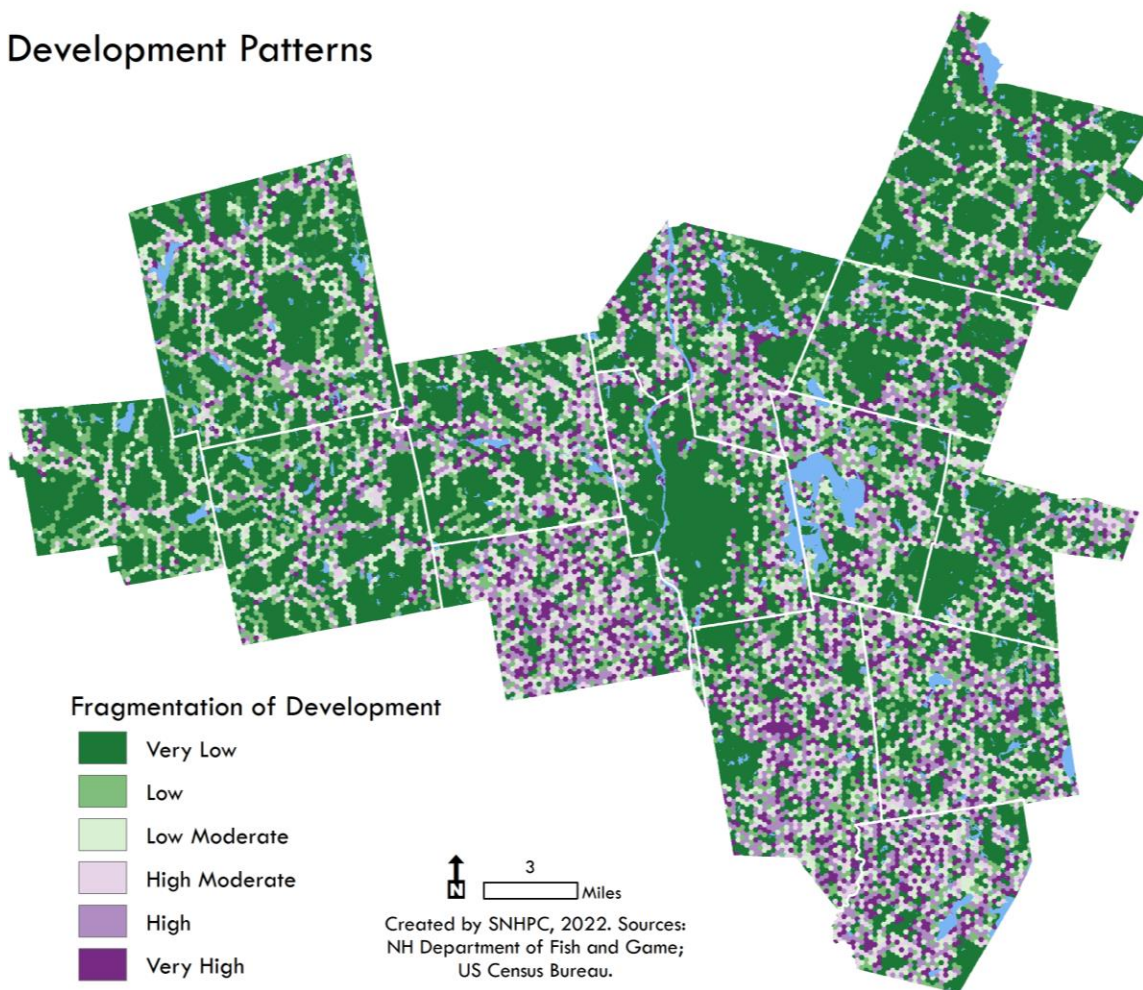 Development Patterns
Fragmentation of Development
Very Low
Low
Low Moderate
High Moderate
High
Very High
N
3
Miles
Created by SNHPC, 2022. Sources:
NH Department of Fish and Game;
US Census Bureau.